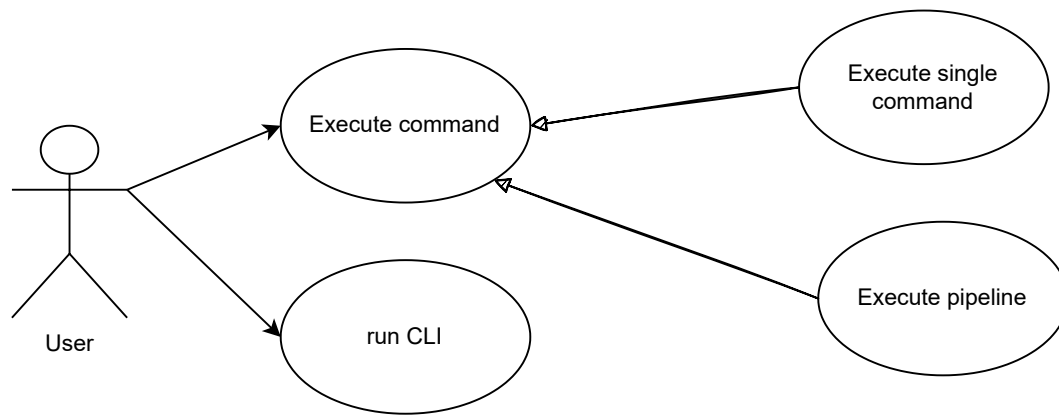 Execute single
command
Execute command
Execute pipeline
run CLI
User